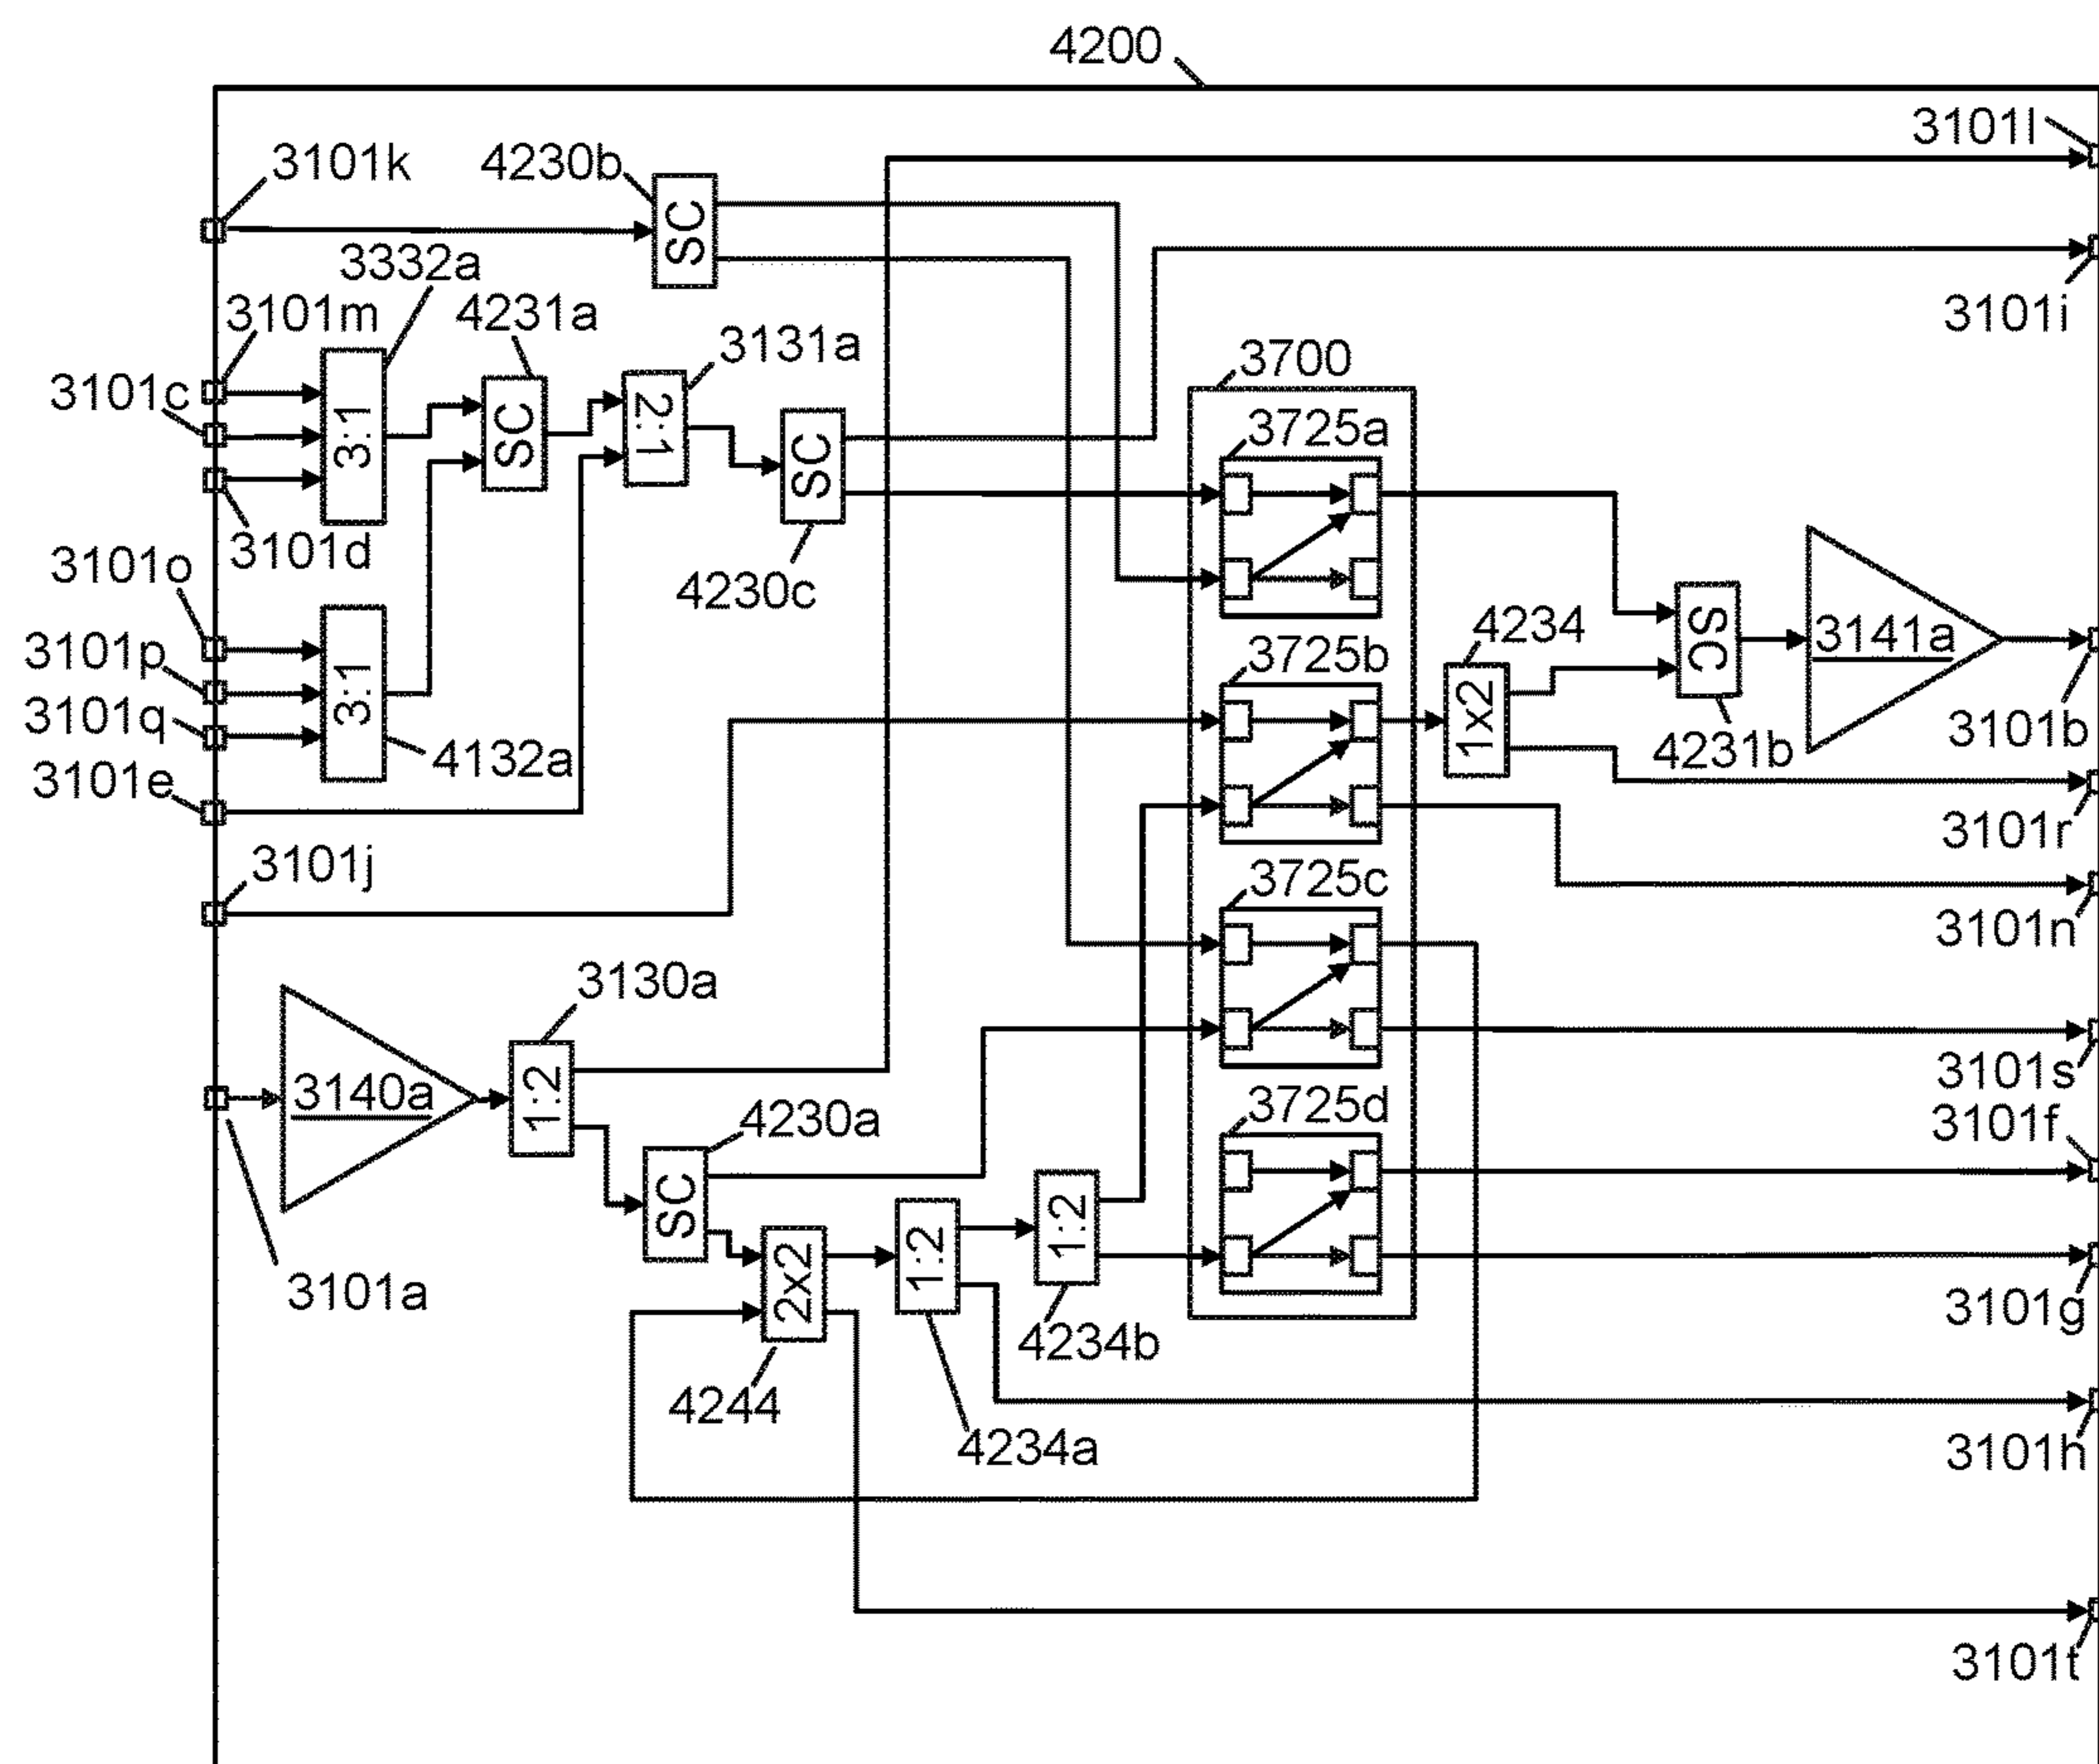 4200
3101l
3101k
4230b
SC
3332a
3101i
3101m
4231a
3131a
3700
3101c
3:1
SC
2:1
SC
3725a
3101d
4230c
3101o
3101p
3101q
3:1
4132a
3101e
3725b
4234
1x2
SC
4231b
3141a
3101b
3101r
3101j
3725c
3101n
3130a
3140a
1:2
4230a
SC
3725d
3101s
3101f
3101a
2x2
1:2
1:2
4234b
3101g
4244
4234a
3101h
3101t